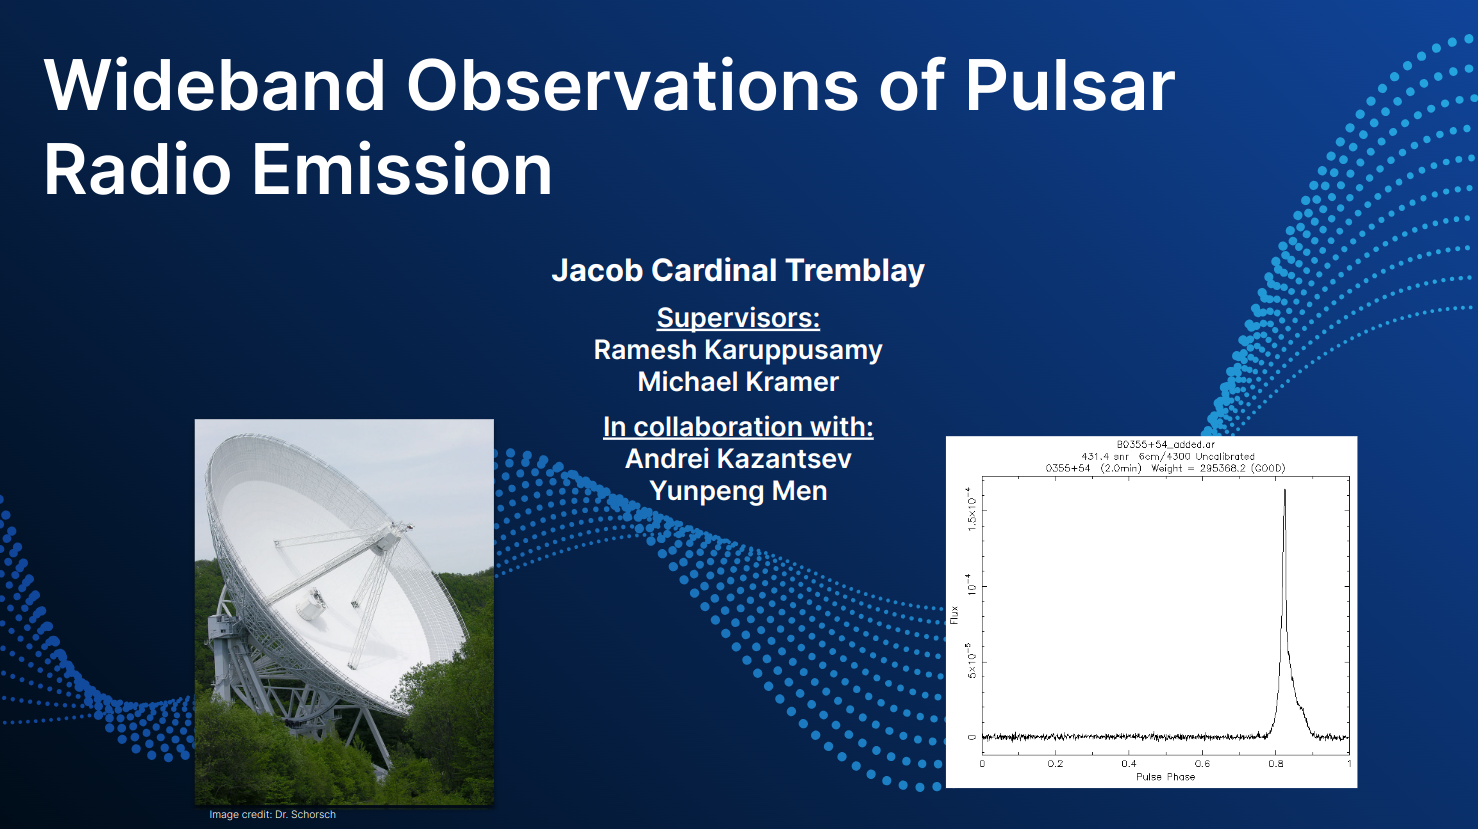 Wideband Observations of Pulsar
Radio Emission
Jacob Cardinal Tremblay
Supervisors:
Ramesh Karuppusamy
Michael Kramer
In collaboration with:
Andrei Kazantsev
Yunpeng Men
Image credit: Dr. Schorsch
B0355+54_added.ar
431.4 snr 6cm/4300 Uncalibrated
0355+54 (2.0min) Weight = 295368.2 (GOOD)
Flux
1.5×10⁻⁴
10⁻⁴
5×10⁻⁵
0
0 0.2 0.4 0.6 0.8 1
Pulse Phase